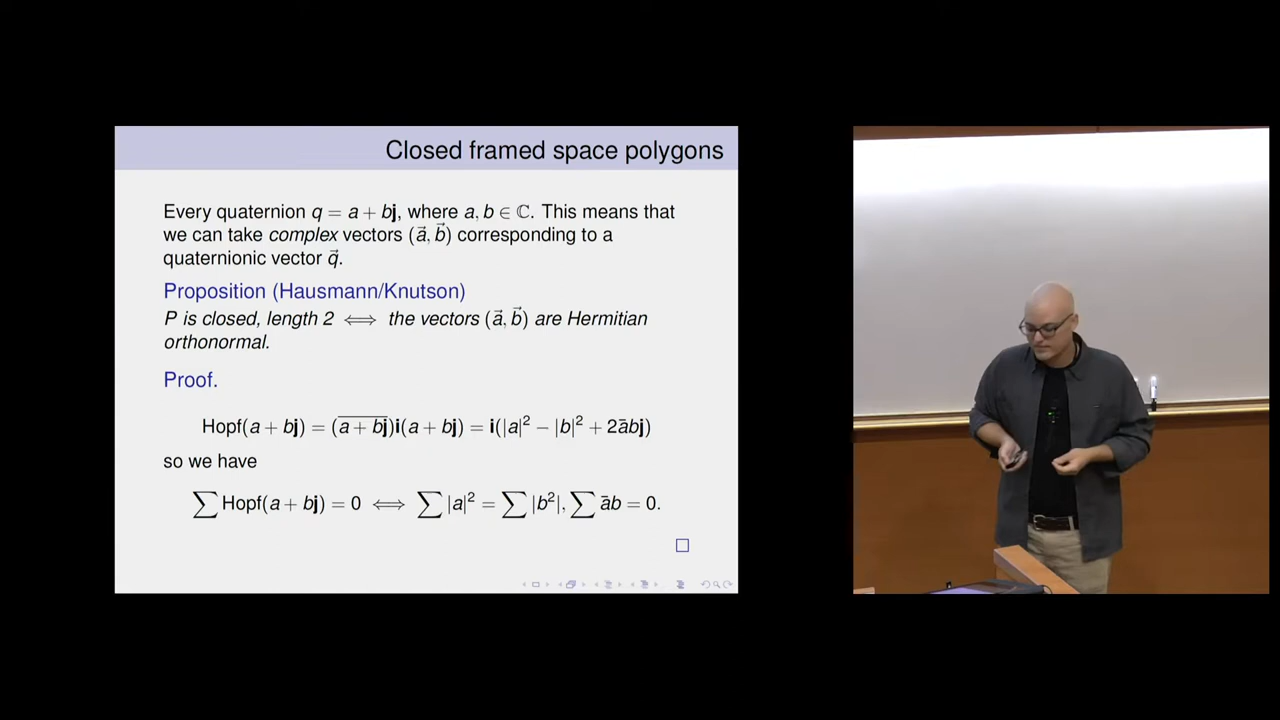 Closed framed space polygons
Every quaternion q = a + bj, where a, b ∈ ℂ. This means that
we can take complex vectors (a⃗, b⃗) corresponding to a
quaternionic vector q⃗.
Proposition (Hausmann/Knutson)
P is closed, length 2 ⟺ the vectors (a⃗, b⃗) are Hermitian
orthonormal.
Proof.
Hopf(a + bj) = (\overline{a + bj})i(a + bj) = i(|a|² − |b|² + 2ābj)
so we have
∑ Hopf(a + bj) = 0 ⟺ ∑ |a|² = ∑ |b²|, ∑ āb = 0.